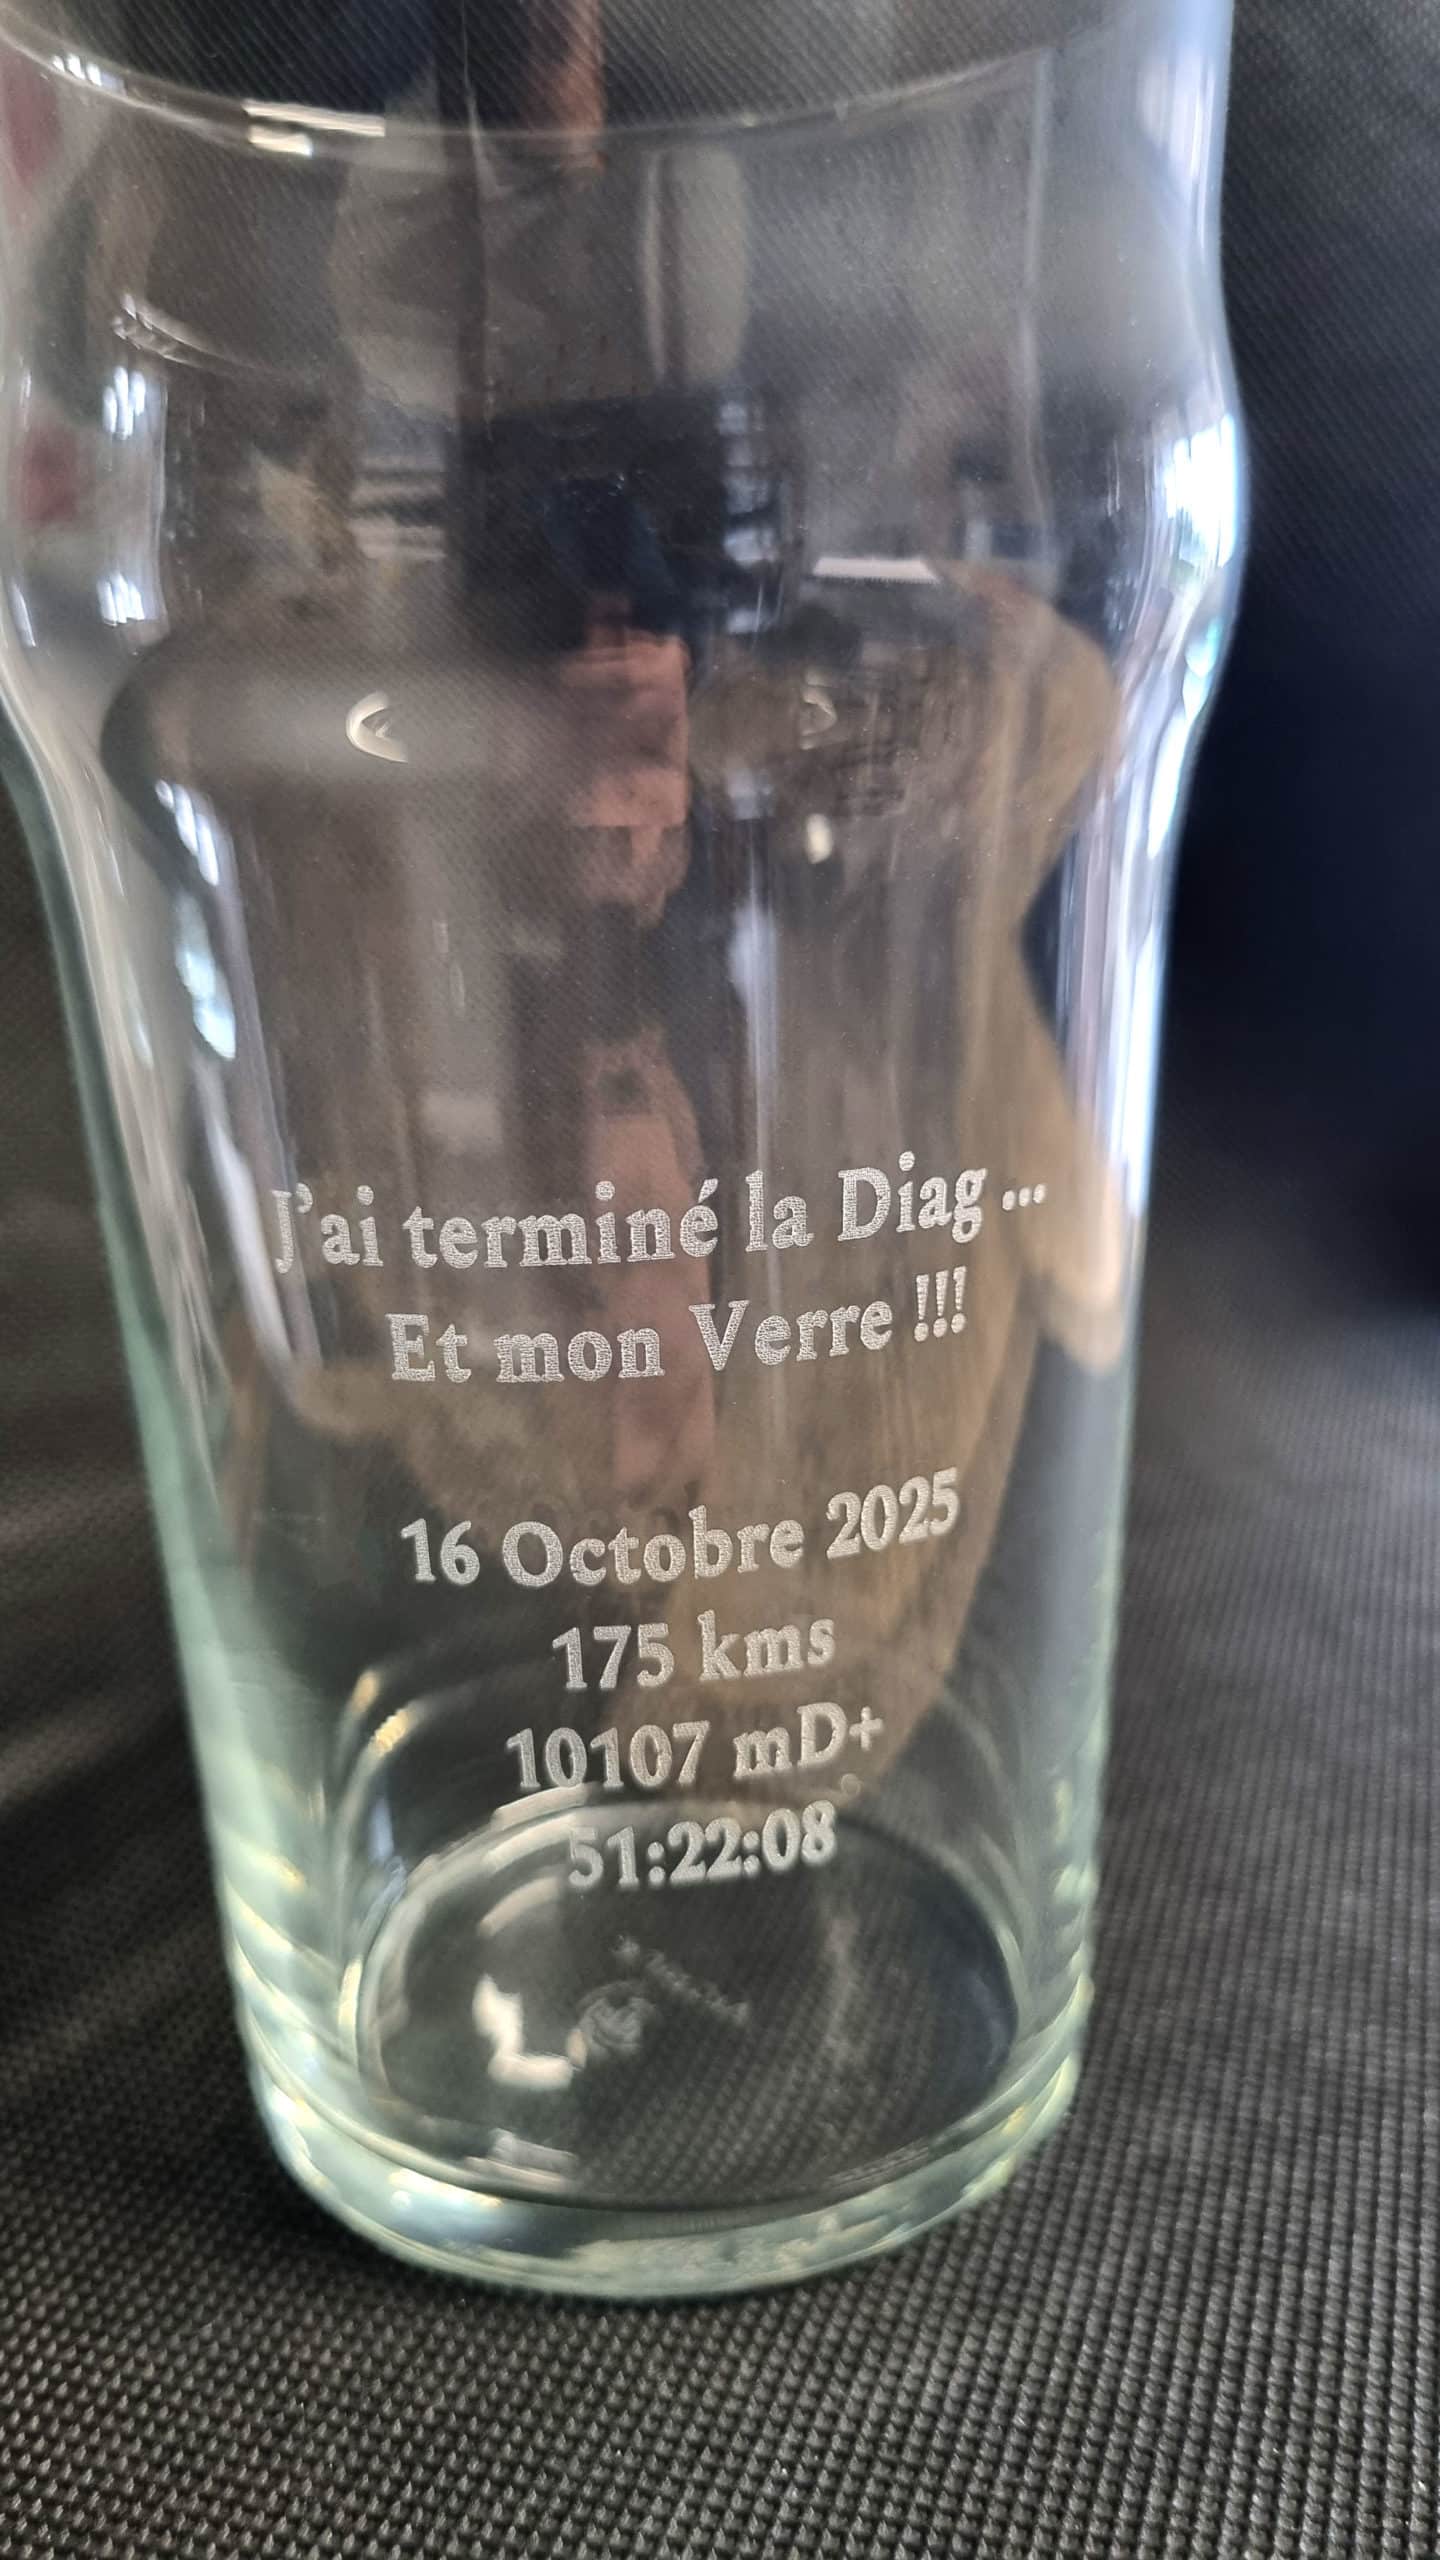 J'ai terminé la Diag ...
Et mon Verre !!!
16 Octobre 2025
175 kms
10107 mD+
51:22:08